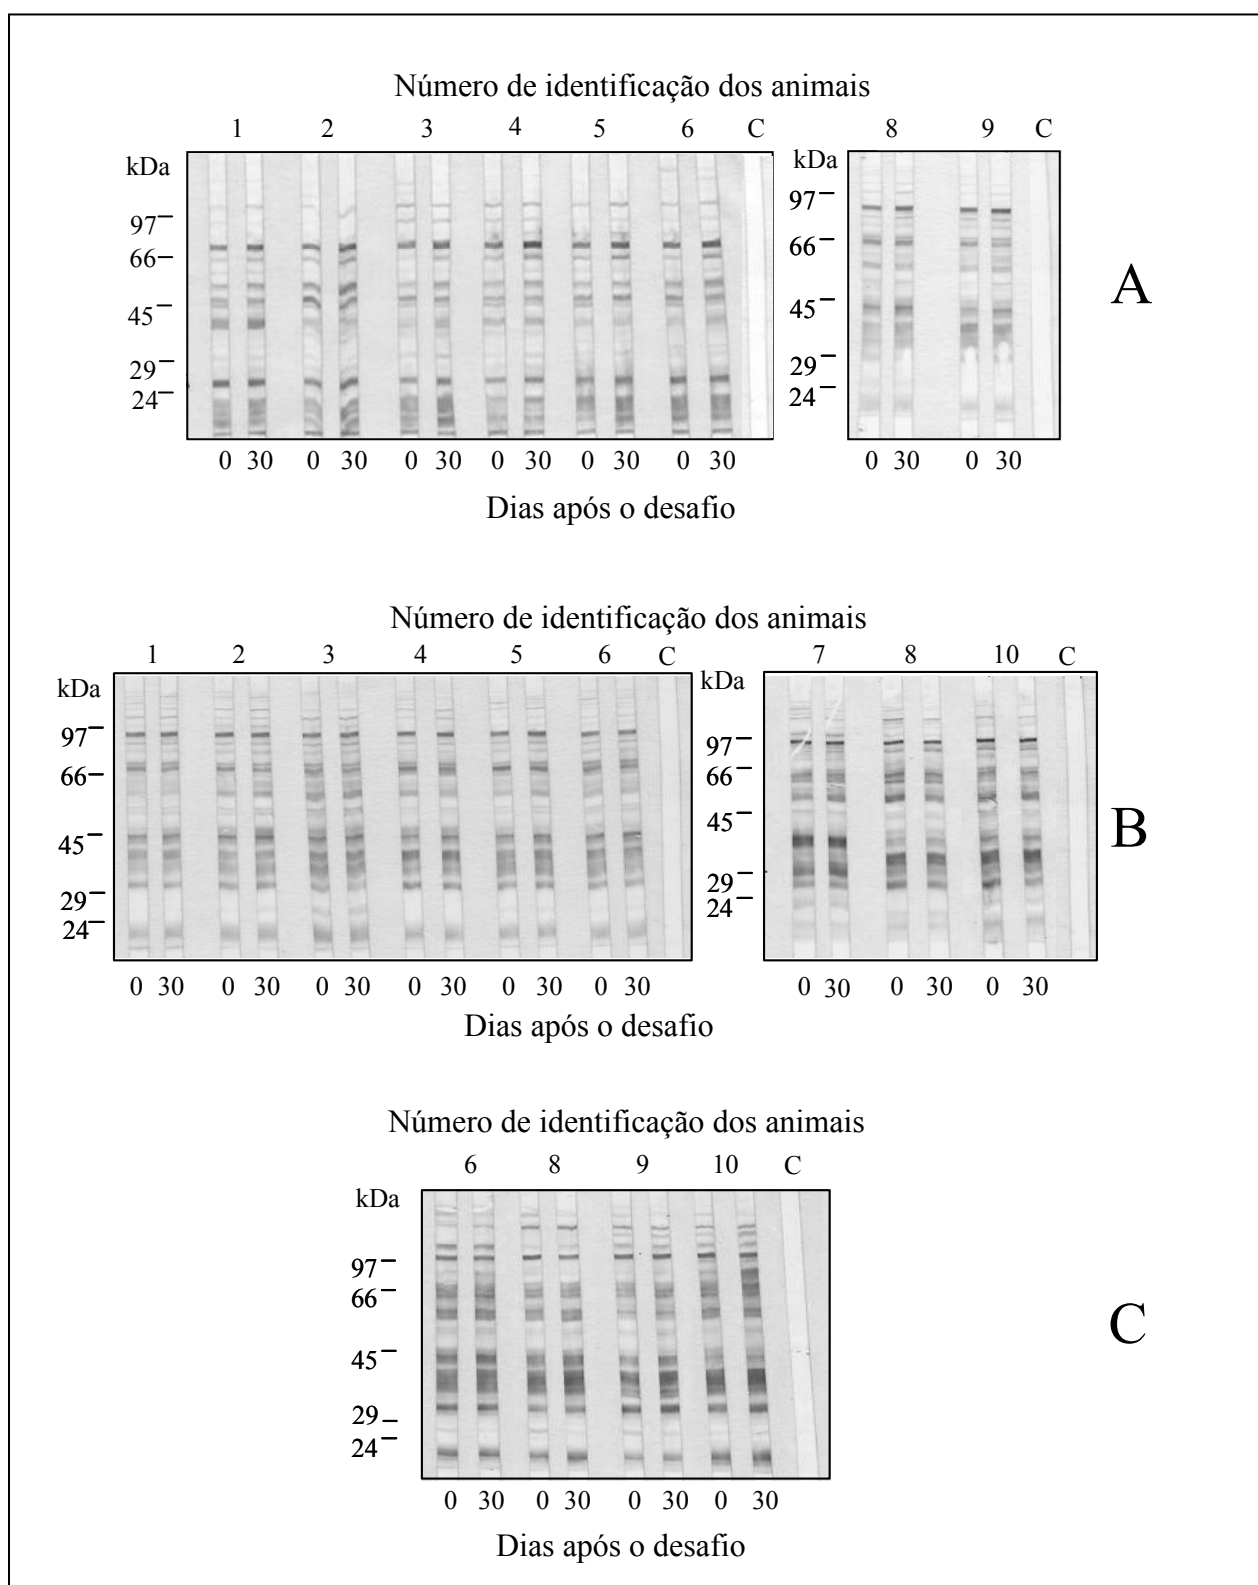 Número de identificação dos animais
1 2 3 4 5 6 C 8 9 C
kDa kDa
97 97
66 66
45 45
29 29
24 24
A
0 30 0 30 0 30 0 30 0 30 0 30 0 30 0 30
Dias após o desafio
Número de identificação dos animais
1 2 3 4 5 6 C 7 8 10 C
kDa kDa
97 97
66 66
45 45
29 29
24 24
B
0 30 0 30 0 30 0 30 0 30 0 30 0 30 0 30 0 30
Dias após o desafio
Número de identificação dos animais
6 8 9 10 C
kDa
97
66
45
29
24
C
0 30 0 30 0 30 0 30
Dias após o desafio